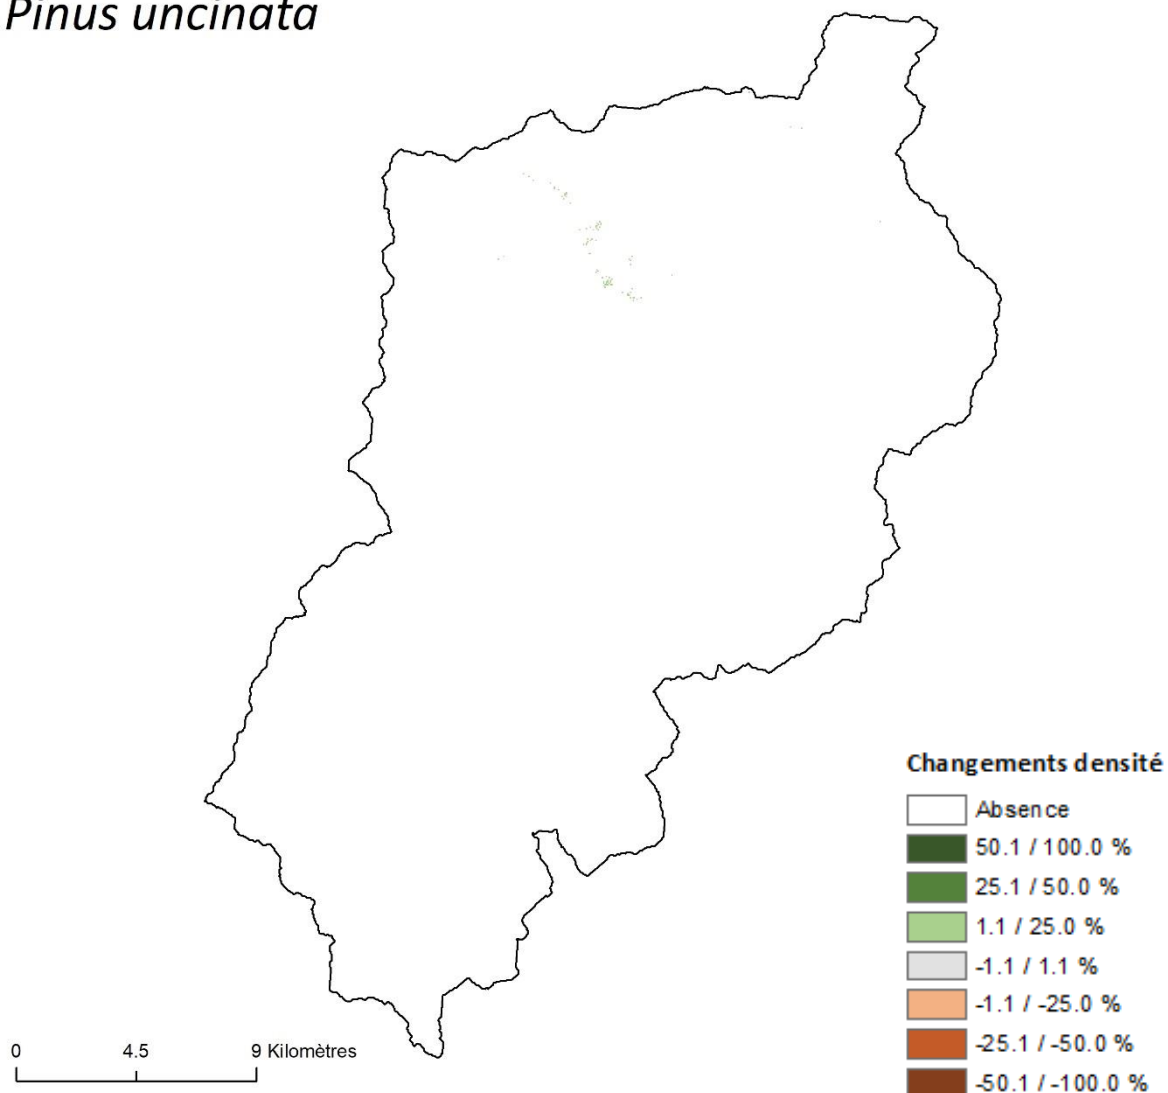 Pinus uncinata
Changements densité
Absence
50.1 / 100.0 %
25.1 / 50.0 %
1.1 / 25.0 %
-1.1 / 1.1 %
-1.1 / -25.0 %
-25.1 / -50.0 %
-50.1 / -100.0 %
0 4.5 9 Kilomètres